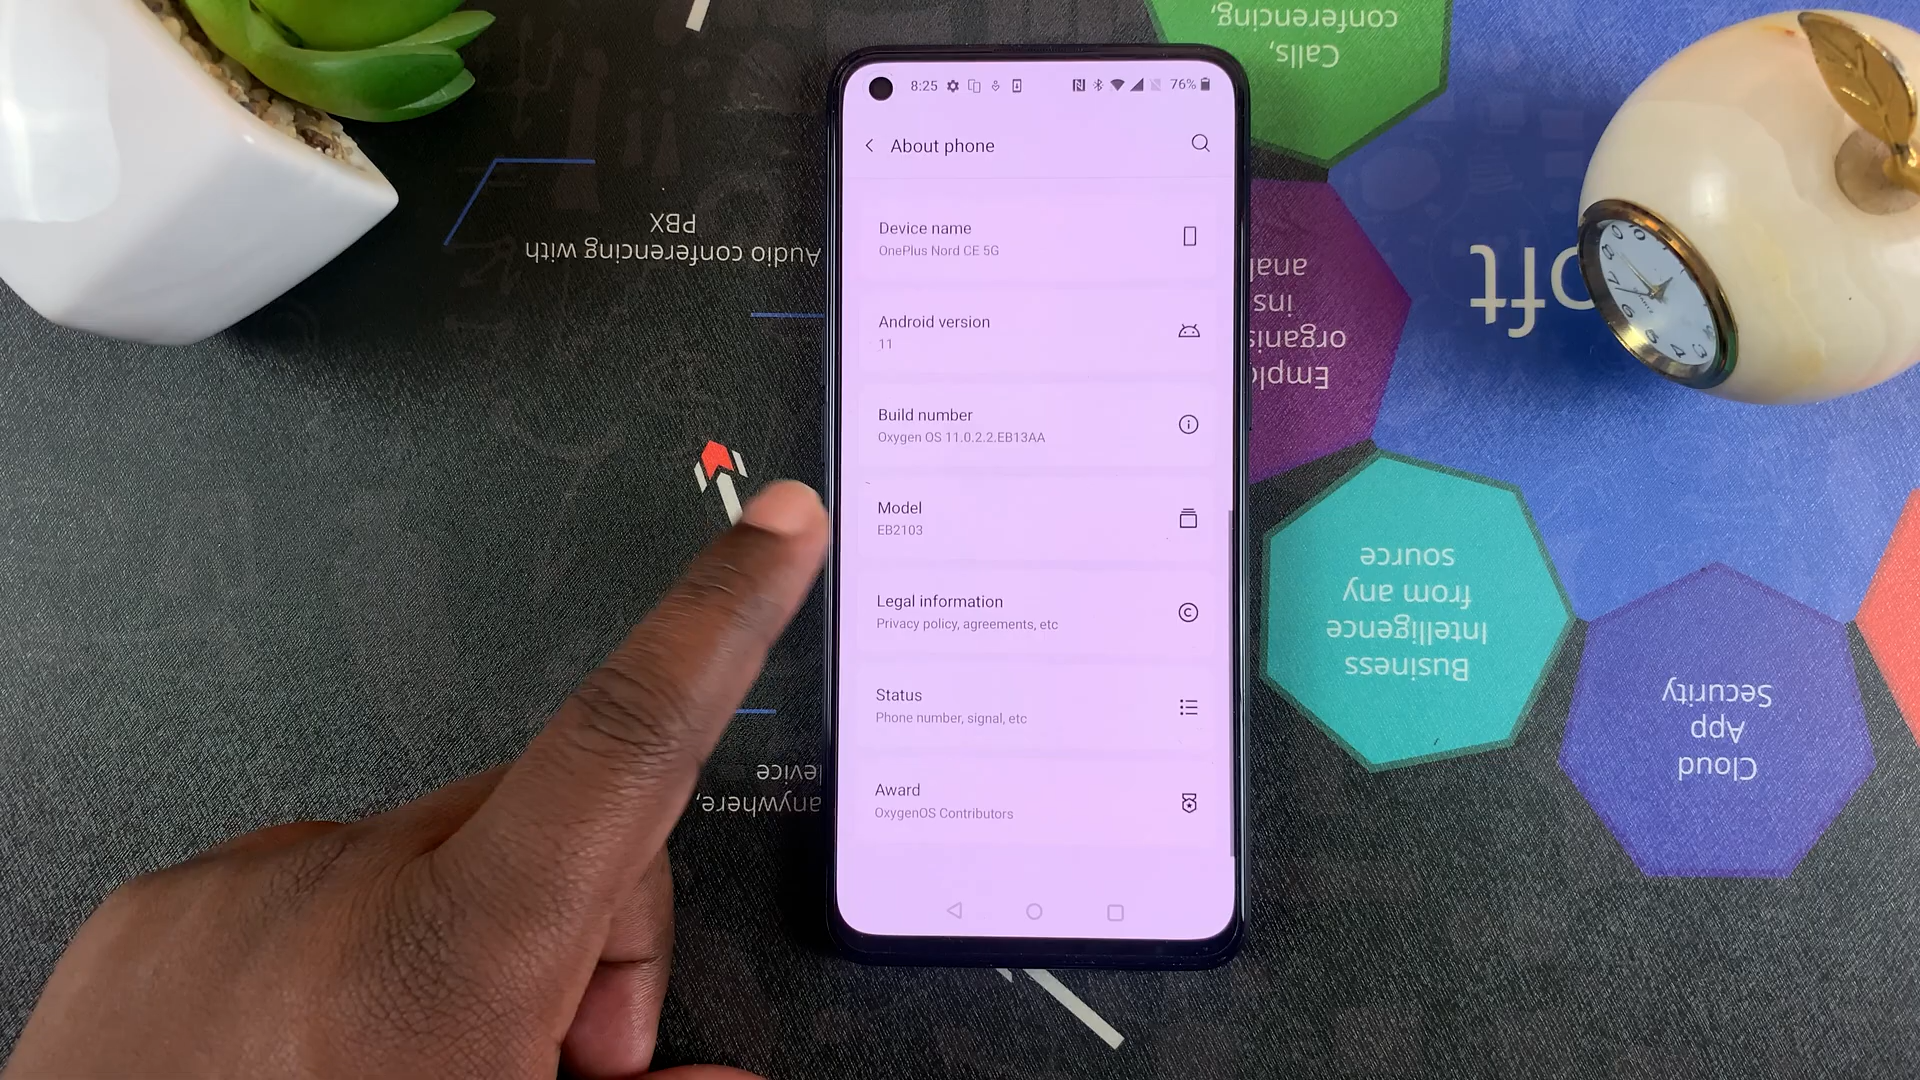 8:25
76%
About phone
Device name
OnePlus Nord CE 5G
Android version
11
Build number
Oxygen OS 11.0.2.2.EB13AA
Model
EB2103
Legal information
Privacy policy, agreements, etc
Status
Phone number, signal, etc
Award
OxygenOS Contributors
Calls,
conferencing,
Audio conferencing with
PBX
oft
Business
Intelligence
from any
source
Cloud
App
Security
anywhere,